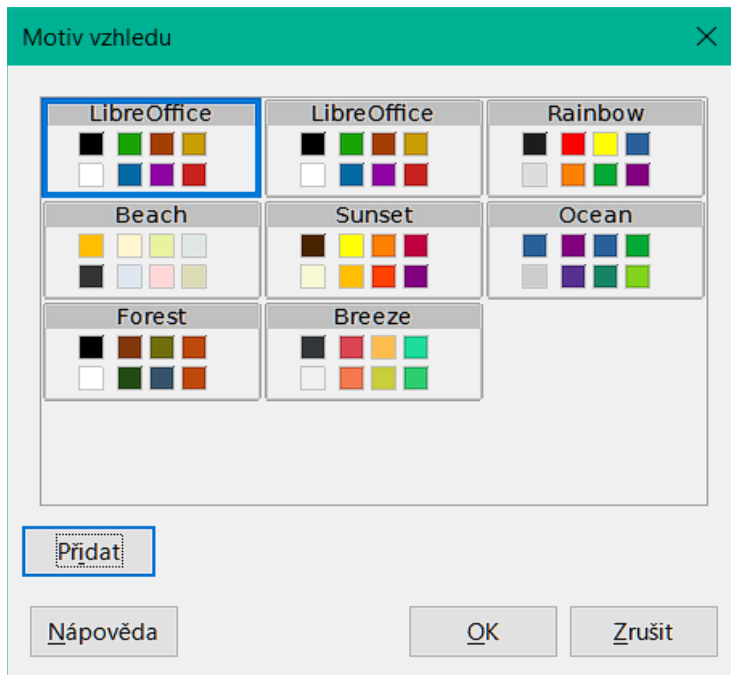 Motiv vzhledu
LibreOffice LibreOffice Rainbow
Beach Sunset Ocean
Forest Breeze
Přidat
Nápověda OK Zrušit